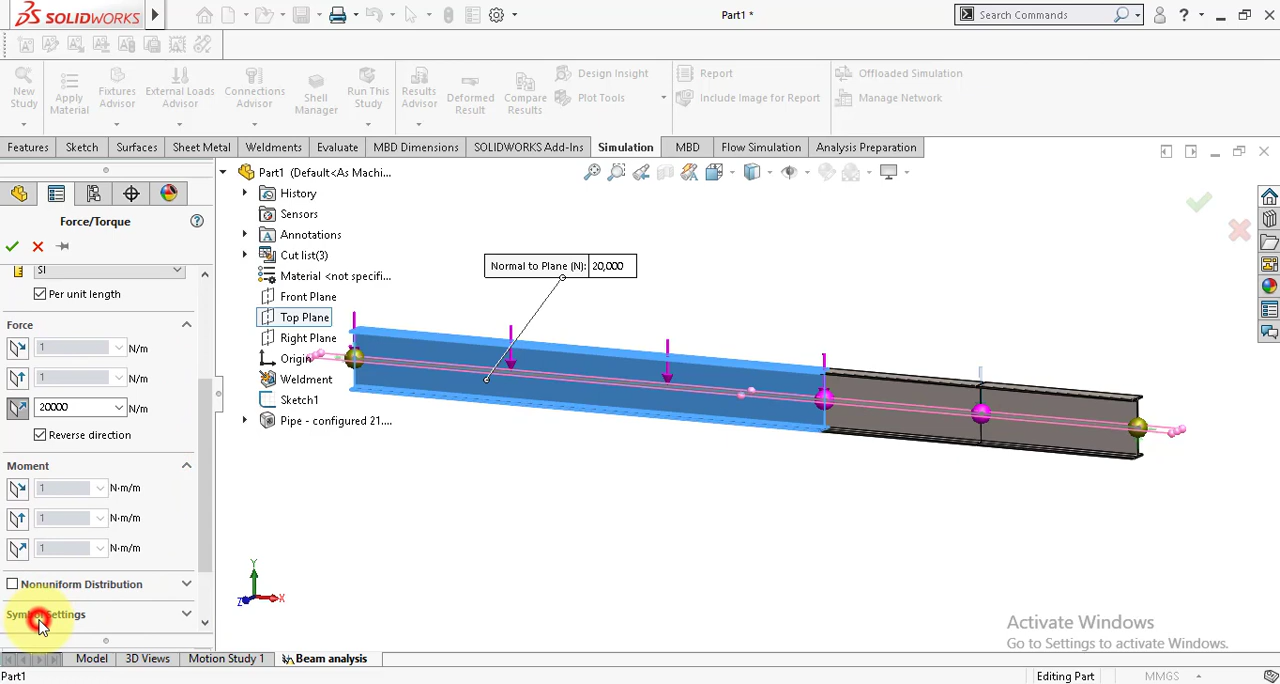 SOLIDWORKS
Part1 *
Search Commands
New Study
Apply Material
Fixtures Advisor
External Loads Advisor
Connections Advisor
Shell Manager
Run This Study
Results Advisor
Deformed Result
Compare Results
Design Insight
Plot Tools
Report
Include Image for Report
Offloaded Simulation
Manage Network
Features
Sketch
Surfaces
Sheet Metal
Weldments
Evaluate
MBD Dimensions
SOLIDWORKS Add-Ins
Simulation
MBD
Flow Simulation
Analysis Preparation
Part1 (Default<As Machi...
History
Sensors
Annotations
Cut list(3)
Material <not specifi...
Front Plane
Top Plane
Right Plane
Origin
Weldment
Sketch1
Pipe - configured 21....
Force/Torque
SI
Per unit length
Force
1 N/m
1 N/m
20000 N/m
Reverse direction
Moment
1 N·m/m
1 N·m/m
1 N·m/m
Nonuniform Distribution
Symbol Settings
Normal to Plane (N): 20,000
Y
Z
X
Activate Windows
Go to Settings to activate Windows.
Model
3D Views
Motion Study 1
Beam analysis
Part1
Editing Part
MMGS